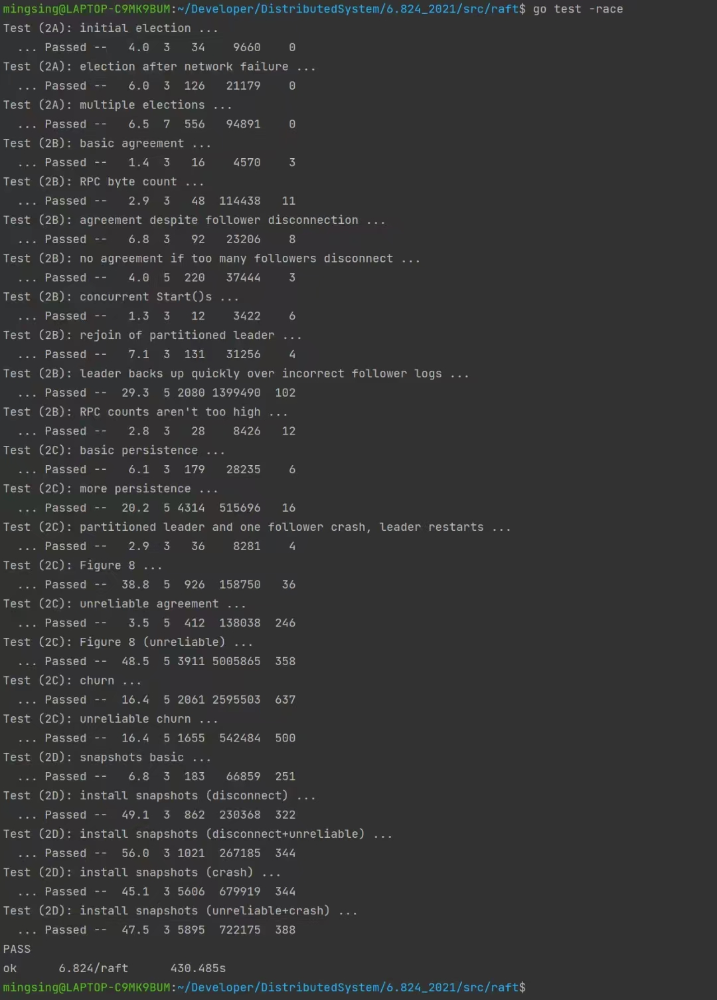 mingsing@LAPTOP-C9MK9BUM:~/Developer/DistributedSystem/6.824_2021/src/raft$ go test -race
Test (2A): initial election ...
  ... Passed --   4.0  3   34    9660    0
Test (2A): election after network failure ...
  ... Passed --   6.0  3  126   21179    0
Test (2A): multiple elections ...
  ... Passed --   6.5  7  556   94891    0
Test (2B): basic agreement ...
  ... Passed --   1.4  3   16    4570    3
Test (2B): RPC byte count ...
  ... Passed --   2.9  3   48  114438   11
Test (2B): agreement despite follower disconnection ...
  ... Passed --   6.8  3   92   23206    8
Test (2B): no agreement if too many followers disconnect ...
  ... Passed --   4.0  5  220   37444    3
Test (2B): concurrent Start()s ...
  ... Passed --   1.3  3   12    3422    6
Test (2B): rejoin of partitioned leader ...
  ... Passed --   7.1  3  131   31256    4
Test (2B): leader backs up quickly over incorrect follower logs ...
  ... Passed --  29.3  5 2080 1399490  102
Test (2B): RPC counts aren't too high ...
  ... Passed --   2.8  3   28    8426   12
Test (2C): basic persistence ...
  ... Passed --   6.1  3  179   28235    6
Test (2C): more persistence ...
  ... Passed --  20.2  5 4314  515696   16
Test (2C): partitioned leader and one follower crash, leader restarts ...
  ... Passed --   2.9  3   36    8281    4
Test (2C): Figure 8 ...
  ... Passed --  38.8  5  926  158750   36
Test (2C): unreliable agreement ...
  ... Passed --   3.5  5  412  138038  246
Test (2C): Figure 8 (unreliable) ...
  ... Passed --  48.5  5 3911 5005865  358
Test (2C): churn ...
  ... Passed --  16.4  5 2061 2595503  637
Test (2C): unreliable churn ...
  ... Passed --  16.4  5 1655  542484  500
Test (2D): snapshots basic ...
  ... Passed --   6.8  3  183   66859  251
Test (2D): install snapshots (disconnect) ...
  ... Passed --  49.1  3  862  230368  322
Test (2D): install snapshots (disconnect+unreliable) ...
  ... Passed --  56.0  3 1021  267185  344
Test (2D): install snapshots (crash) ...
  ... Passed --  45.1  3 5606  679919  344
Test (2D): install snapshots (unreliable+crash) ...
  ... Passed --  47.5  3 5895  722175  388
PASS
ok      6.824/raft      430.485s
mingsing@LAPTOP-C9MK9BUM:~/Developer/DistributedSystem/6.824_2021/src/raft$